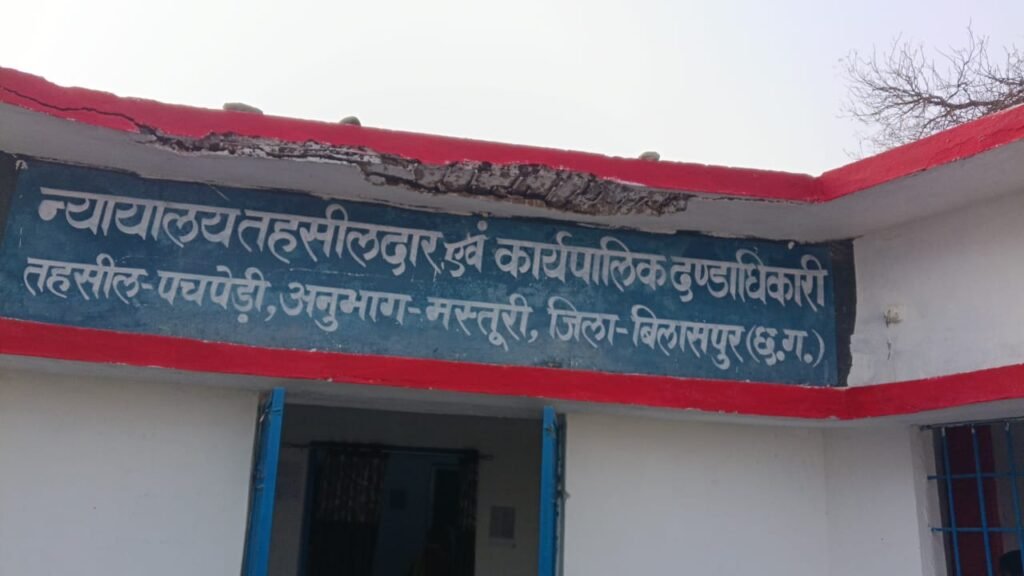 न्यायालय तहसीलदार एवं कार्यपालिक दण्डाधिकारी
तहसील-पचपेड़ी, अनुभाग-मस्तूरी, जिला-बिलासपुर (छ.ग.)